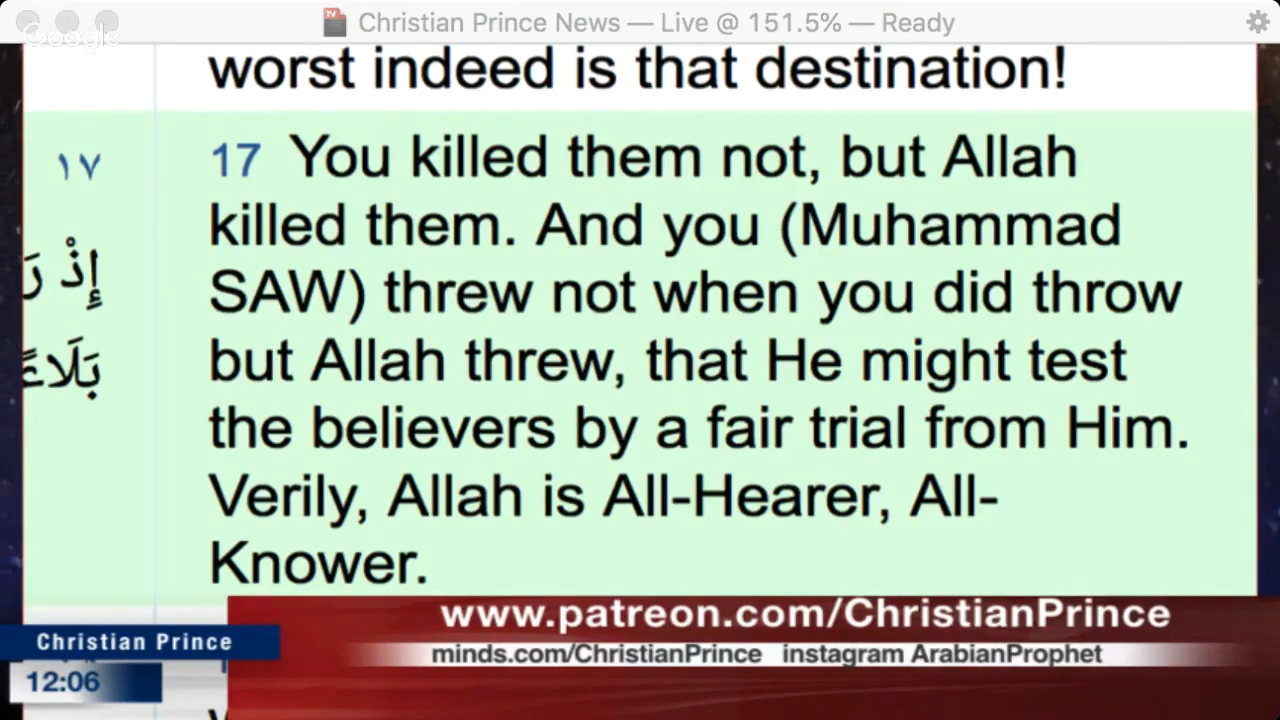 Christian Prince News — Live @ 151.5% — Ready
Google
worst indeed is that destination!
١٧
17 You killed them not, but Allah
killed them. And you (Muhammad
إِذْ رَ
SAW) threw not when you did throw
but Allah threw, that He might test
بَلَاءً
the believers by a fair trial from Him.
Verily, Allah is All-Hearer, All-
Knower.
www.patreon.com/ChristianPrince
Christian Prince
minds.com/ChristianPrince instagram ArabianProphet
12:06